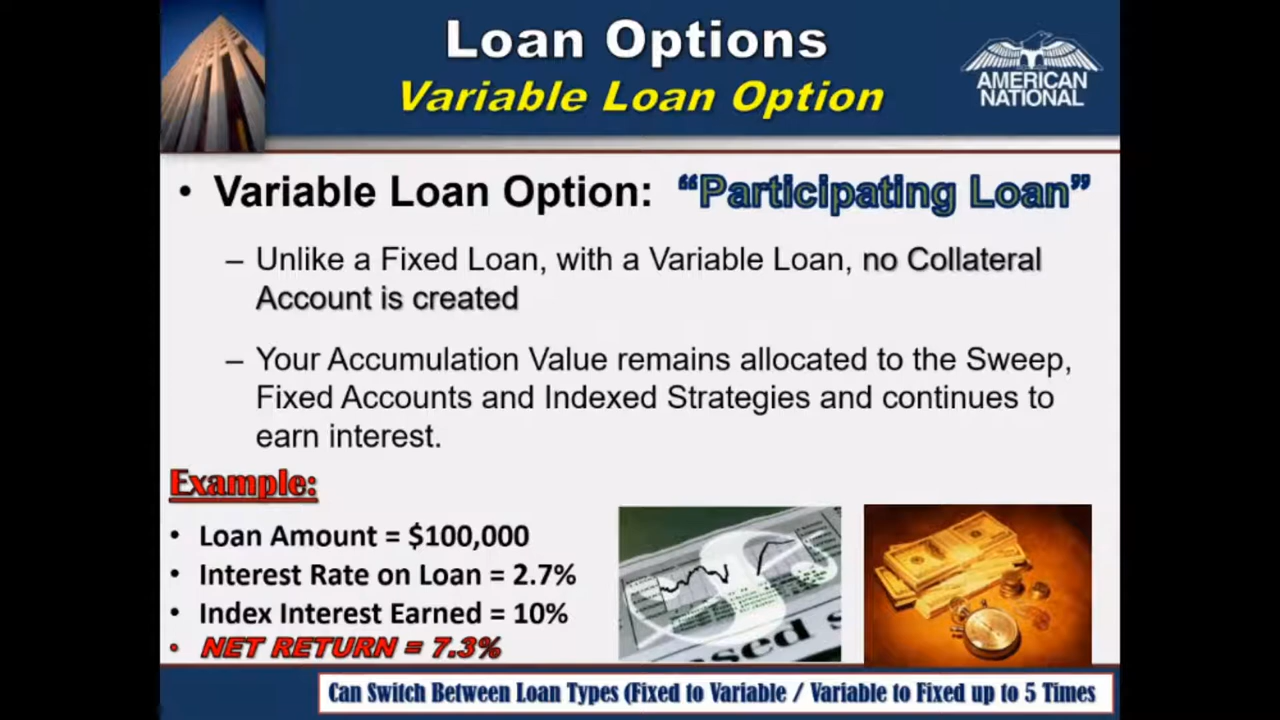 Loan Options
Variable Loan Option
AMERICAN
NATIONAL
• Variable Loan Option: “Participating Loan”
– Unlike a Fixed Loan, with a Variable Loan, no Collateral
Account is created
– Your Accumulation Value remains allocated to the Sweep,
Fixed Accounts and Indexed Strategies and continues to
earn interest.
Example:
• Loan Amount = $100,000
• Interest Rate on Loan = 2.7%
• Index Interest Earned = 10%
• NET RETURN = 7.3%
ssed s
Can Switch Between Loan Types (Fixed to Variable / Variable to Fixed up to 5 Times